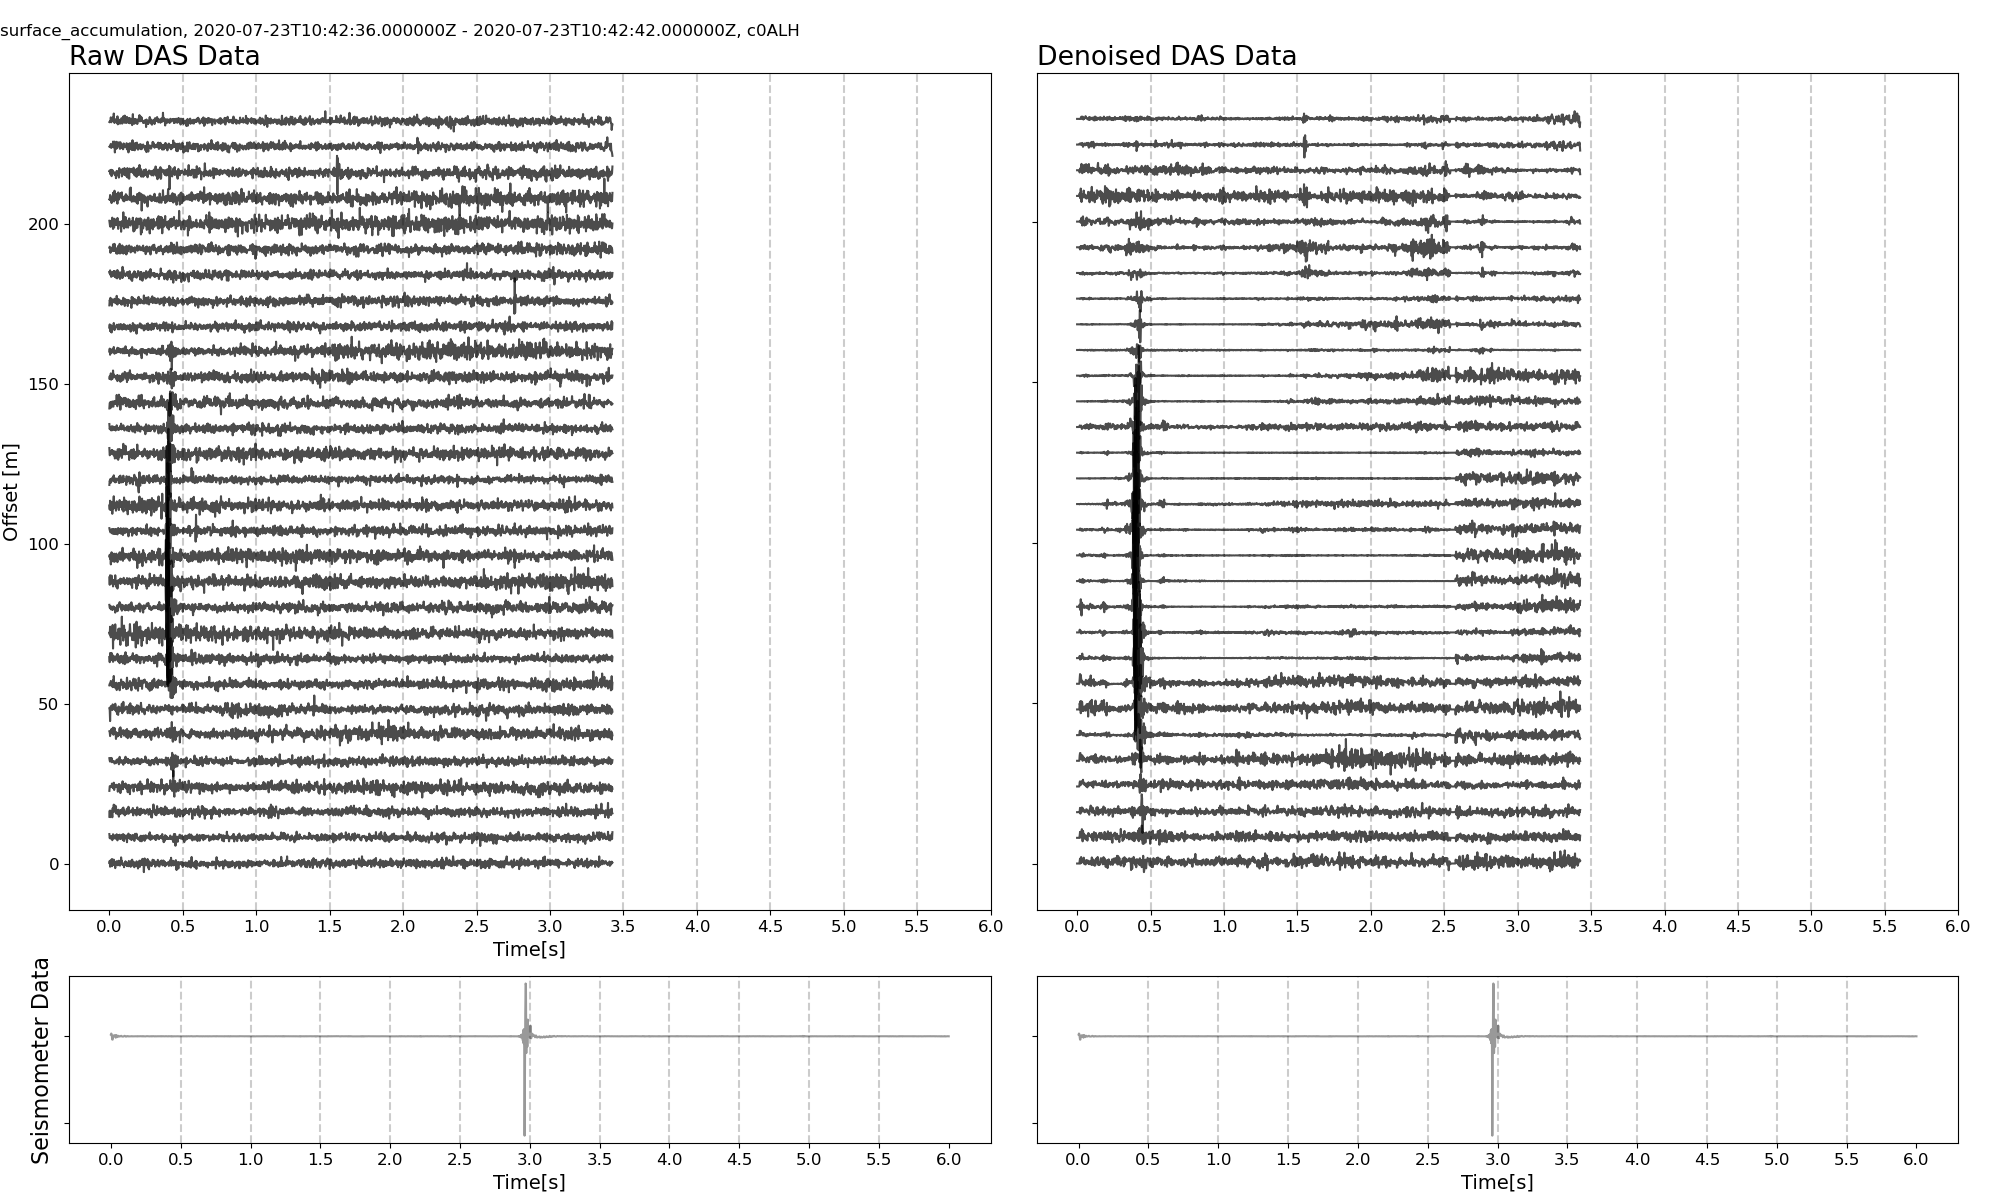 surface_accumulation, 2020-07-23T10:42:36.000000Z - 2020-07-23T10:42:42.000000Z, c0ALH
Raw DAS Data
Denoised DAS Data
Offset [m]
200
150
100
50
0
0.0 0.5 1.0 1.5 2.0 2.5 3.0 3.5 4.0 4.5 5.0 5.5 6.0
Time[s]
0.0 0.5 1.0 1.5 2.0 2.5 3.0 3.5 4.0 4.5 5.0 5.5 6.0
Seismometer Data
0.0 0.5 1.0 1.5 2.0 2.5 3.0 3.5 4.0 4.5 5.0 5.5 6.0
Time[s]
0.0 0.5 1.0 1.5 2.0 2.5 3.0 3.5 4.0 4.5 5.0 5.5 6.0
Time[s]